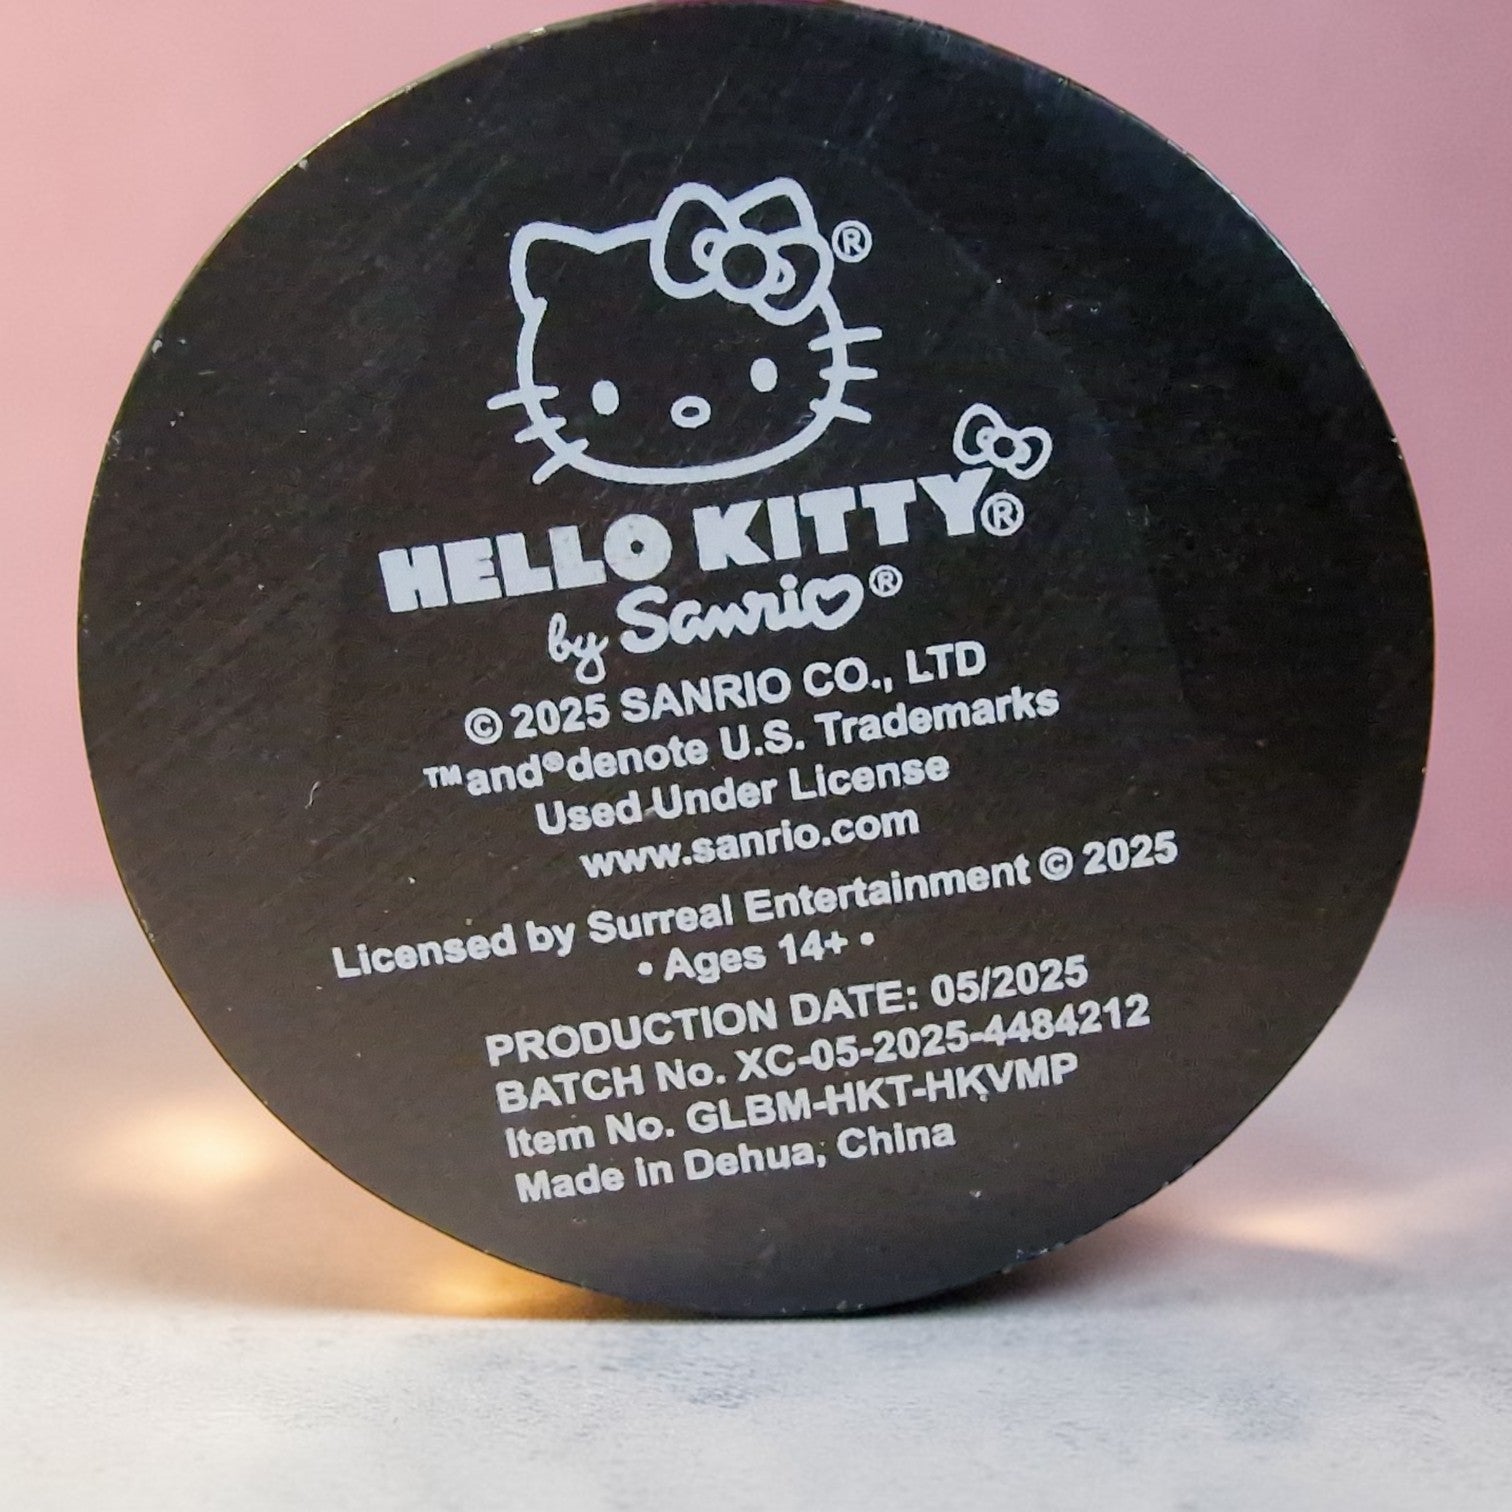 ®
HELLO KITTY®
by Sanrio®
© 2025 SANRIO CO., LTD
™and®denote U.S. Trademarks
Used Under License
www.sanrio.com
Licensed by Surreal Entertainment © 2025
• Ages 14+ •
PRODUCTION DATE: 05/2025
BATCH No. XC-05-2025-4484212
Item No. GLBM-HKT-HKVMP
Made in Dehua, China